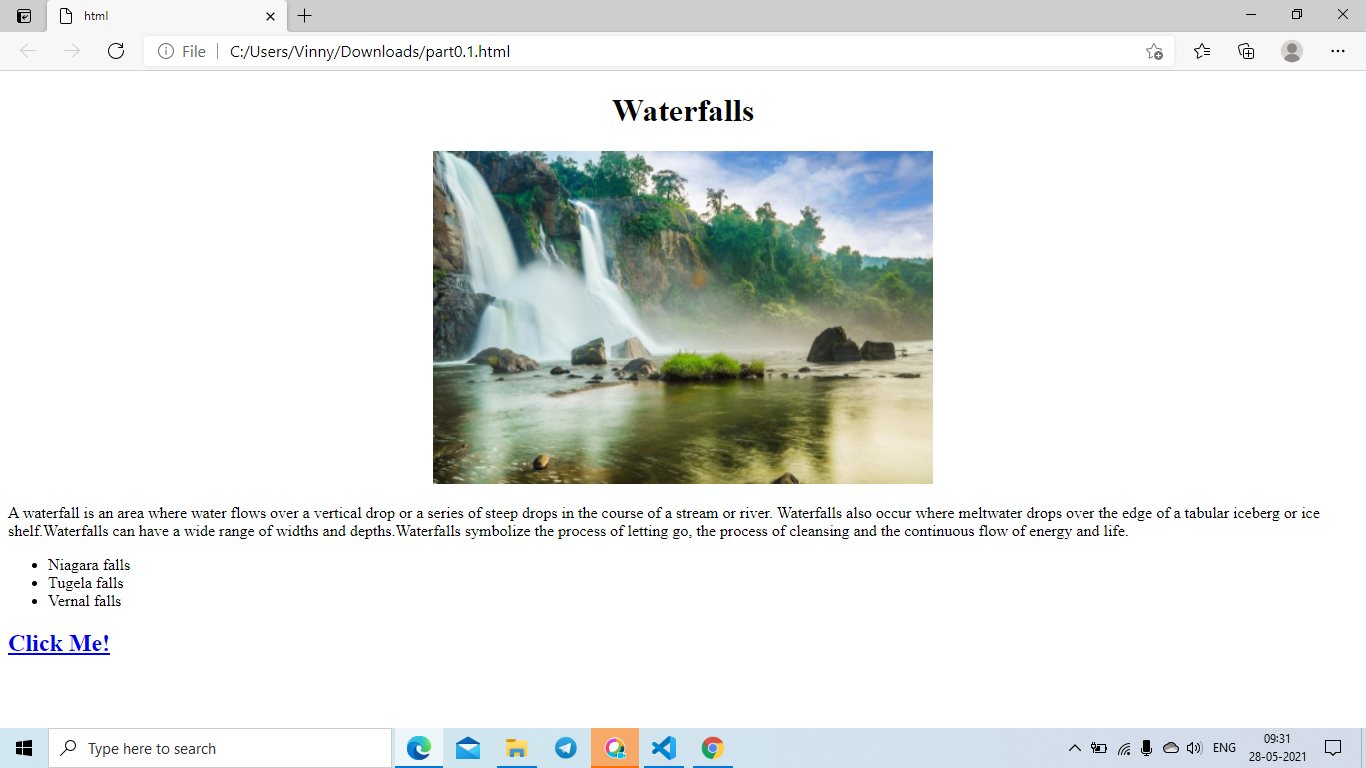 html
File
C:/Users/Vinny/Downloads/part0.1.html
Waterfalls
A waterfall is an area where water flows over a vertical drop or a series of steep drops in the course of a stream or river. Waterfalls also occur where meltwater drops over the edge of a tabular iceberg or ice
shelf.Waterfalls can have a wide range of widths and depths.Waterfalls symbolize the process of letting go, the process of cleansing and the continuous flow of energy and life.
Niagara falls
Tugela falls
Vernal falls
Click Me!
Type here to search
ENG
09:31
28-05-2021